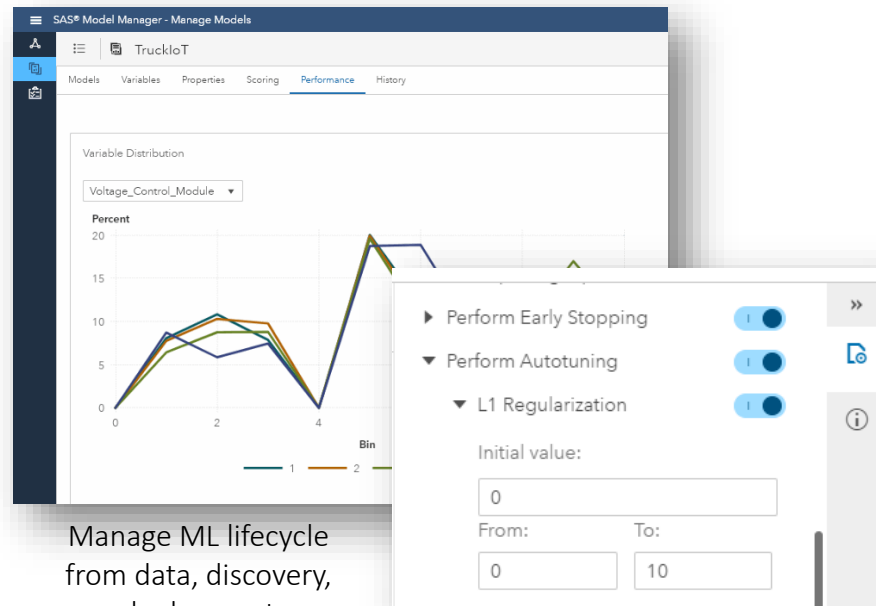 SAS® Model Manager - Manage Models
TruckIoT
Models Variables Properties Scoring Performance History
Variable Distribution
Voltage_Control_Module
Percent
20
15
10
5
0
0 2 4
Bin
1 2
Perform Early Stopping
Perform Autotuning
L1 Regularization
Initial value:
0
From: To:
0 10
Manage ML lifecycle
from data, discovery,